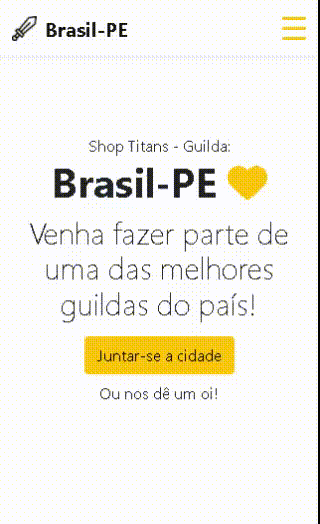 Brasil-PE
Shop Titans - Guilda:
Brasil-PE
Venha fazer parte de
uma das melhores
guildas do país!
Juntar-se a cidade
Ou nos dê um oi!